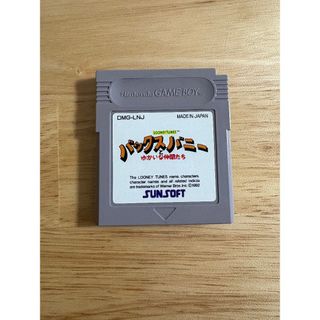 Nintendo GAME BOY
DMG-LNJ MADE IN JAPAN
LOONEY TUNES™
バックス・バニー
ゆかいな仲間たち
The LOONEY TUNES name, characters,
character names and all related indicia
are trademarks of Warner Bros. Inc. ©1992
SUNSOFT